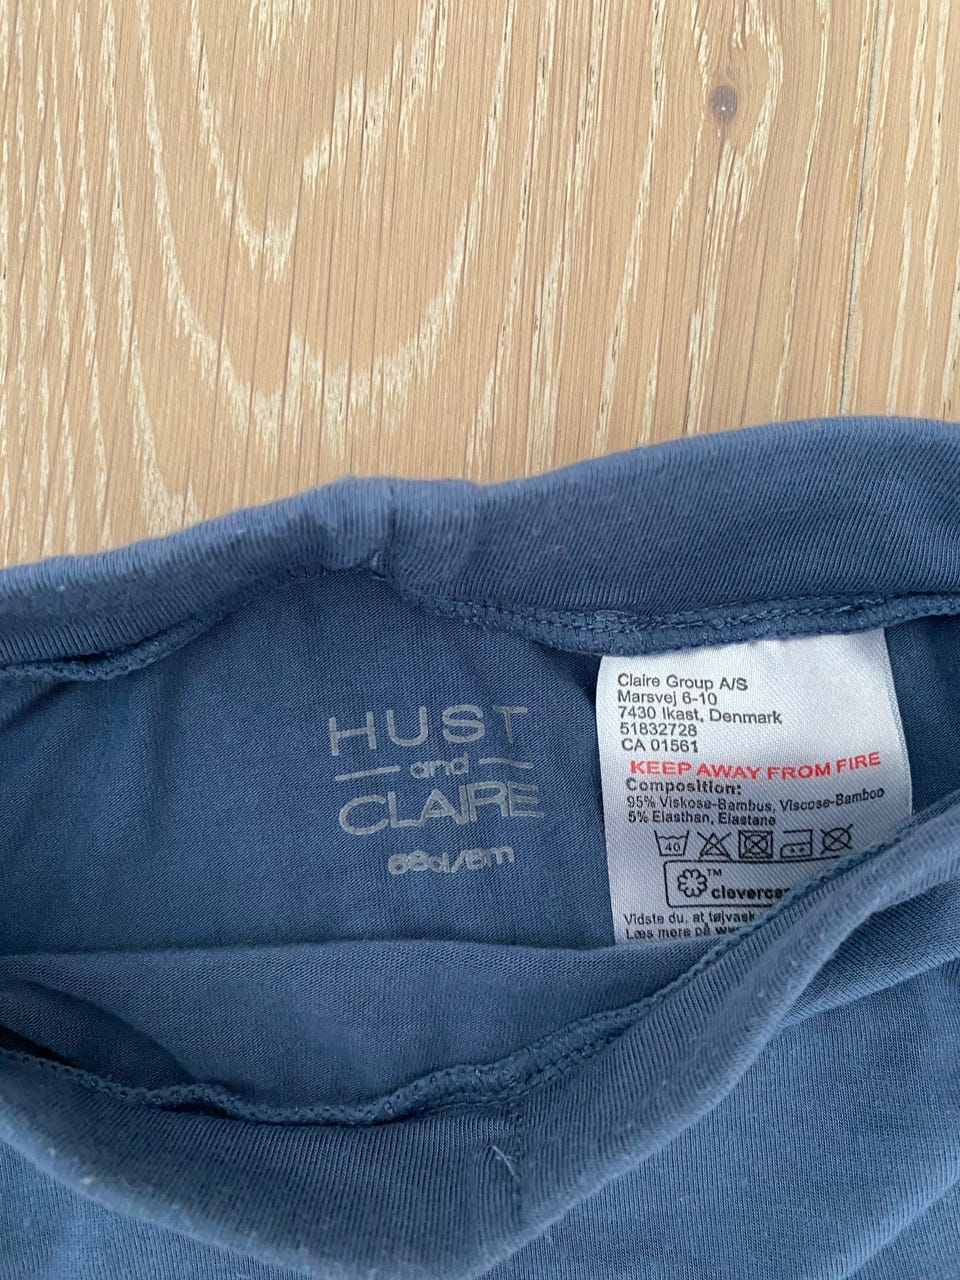 HUST
and
CLAIRE
68cl/6m
Claire Group A/S
Marsvej 6-10
7430 Ikast, Denmark
51832728
CA 01561
KEEP AWAY FROM FIRE
Composition:
95% Viskose-Bambus, Viscose-Bamboo
5% Elasthan, Elastane
40
TM
Vidste du, at
Læs mere på